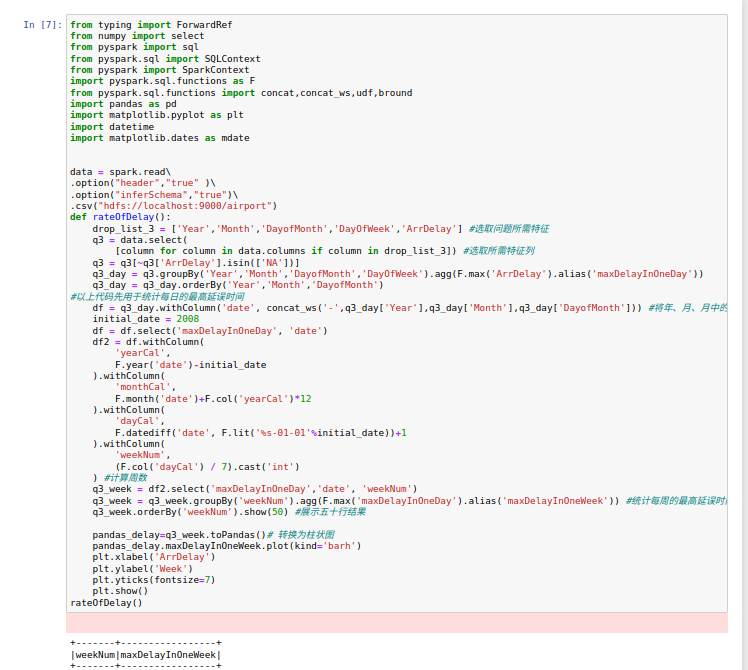 In [7]:
from typing import ForwardRef
from numpy import select
from pyspark import sql
from pyspark.sql import SQLContext
from pyspark import SparkContext
import pyspark.sql.functions as F
from pyspark.sql.functions import concat,concat_ws,udf,bround
import pandas as pd
import matplotlib.pyplot as plt
import datetime
import matplotlib.dates as mdate
data = spark.read\
.option("header","true" )\
.option("inferSchema","true")\
.csv("hdfs://localhost:9000/airport")
def rateOfDelay():
    drop_list_3 = ['Year','Month','DayofMonth','DayOfWeek','ArrDelay'] #选取问题所需特征
    q3 = data.select(
        [column for column in data.columns if column in drop_list_3]) #选取所需特征列
    q3 = q3[~q3['ArrDelay'].isin(['NA'])]
    q3_day = q3.groupBy('Year','Month','DayofMonth','DayOfWeek').agg(F.max('ArrDelay').alias('maxDelayInOneDay'))
    q3_day = q3_day.orderBy('Year','Month','DayofMonth')
#以上代码先用于统计每日的最高延误时间
    df = q3_day.withColumn('date', concat_ws('-',q3_day['Year'],q3_day['Month'],q3_day['DayofMonth'])) #将年、月、月中的
    initial_date = 2008
    df = df.select('maxDelayInOneDay', 'date')
    df2 = df.withColumn(
        'yearCal',
        F.year('date')-initial_date
    ).withColumn(
        'monthCal',
        F.month('date')+F.col('yearCal')*12
    ).withColumn(
        'dayCal',
        F.datediff('date', F.lit('%s-01-01'%initial_date))+1
    ).withColumn(
        'weekNum',
        (F.col('dayCal') / 7).cast('int')
    ) #计算周数
    q3_week = df2.select('maxDelayInOneDay','date', 'weekNum')
    q3_week = q3_week.groupby('weekNum').agg(F.max('maxDelayInOneDay').alias('maxDelayInOneWeek')) #统计每周的最高延误时
    q3_week.orderBy('weekNum').show(50) #展示五十行结果
    pandas_delay=q3_week.toPandas()# 转换为柱状图
    pandas_delay.maxDelayInOneWeek.plot(kind='barh')
    plt.xlabel('ArrDelay')
    plt.ylabel('Week')
    plt.yticks(fontsize=7)
    plt.show()
rateOfDelay()
+-------+-----------------+
|weekNum|maxDelayInOneWeek|
+-------+-----------------+